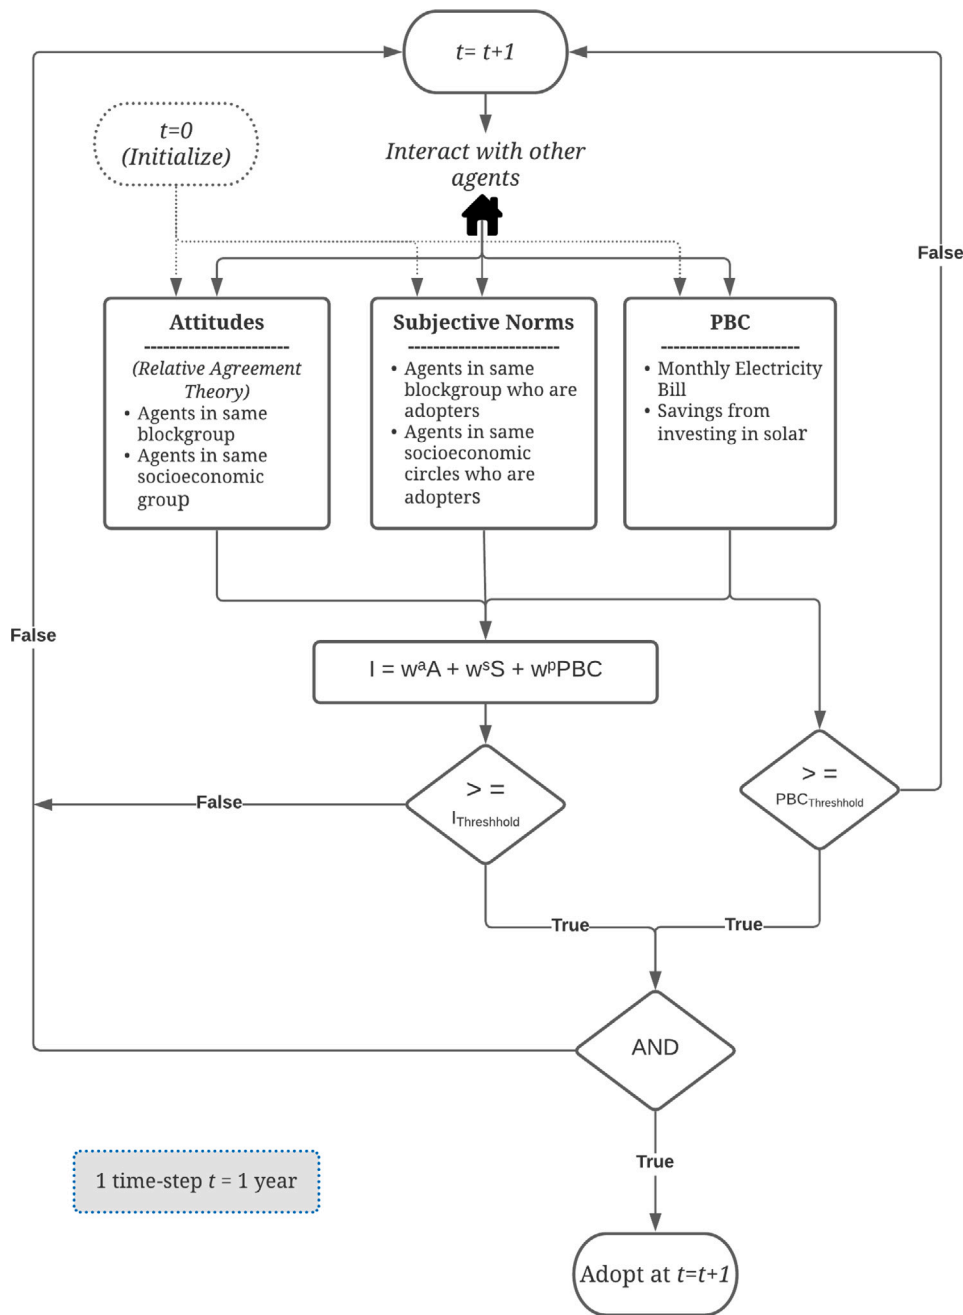 t= t+1
t=0
(Initialize)
Interact with other
agents
False
Attitudes
-----------------------
(Relative Agreement
Theory)
• Agents in same
blockgroup
• Agents in same
socioeconomic
group
Subjective Norms
-----------------------
• Agents in same
blockgroup who are
adopters
• Agents in same
socioeconomic
circles who are
adopters
PBC
---------------------
• Monthly Electricity
Bill
• Savings from
investing in solar
False
I = wᵃA + wˢS + wᵖPBC
> =
I Threshhold
False
> =
PBC Threshhold
True
True
AND
True
1 time-step t = 1 year
Adopt at t=t+1